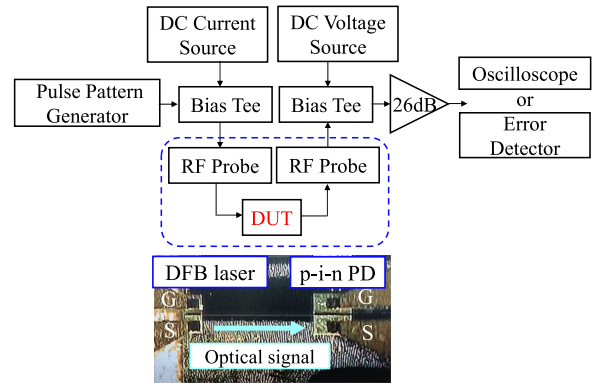 DC Current
Source
DC Voltage
Source
Pulse Pattern
Generator
Bias Tee
Bias Tee
26dB
Oscilloscope
or
Error
Detector
RF Probe
RF Probe
DUT
DFB laser
p-i-n PD
G
G
S
S
Optical signal